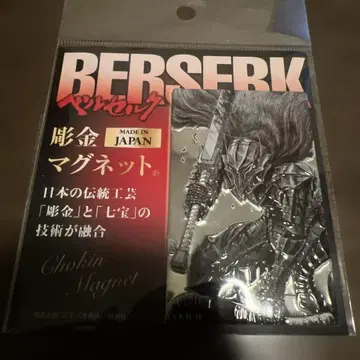 BERSERK
ベルセルク
彫金
MADE IN
JAPAN
マグネット®
日本の伝統工芸
「彫金」と「七宝」の
技術が融合
Chokin
Magnet